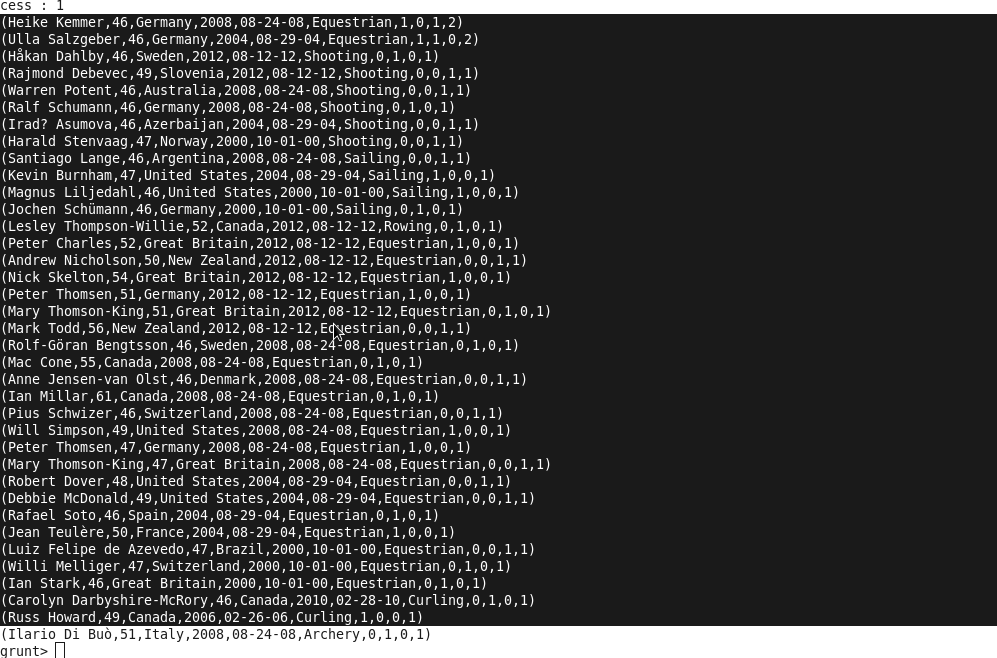 cess : 1
(Heike Kemmer,46,Germany,2008,08-24-08,Equestrian,1,0,1,2)
(Ulla Salzgeber,46,Germany,2004,08-29-04,Equestrian,1,1,0,2)
(Håkan Dahlby,46,Sweden,2012,08-12-12,Shooting,0,1,0,1)
(Rajmond Debevec,49,Slovenia,2012,08-12-12,Shooting,0,0,1,1)
(Warren Potent,46,Australia,2008,08-24-08,Shooting,0,0,1,1)
(Ralf Schumann,46,Germany,2008,08-24-08,Shooting,0,1,0,1)
(Irad? Asumova,46,Azerbaijan,2004,08-29-04,Shooting,0,0,1,1)
(Harald Stenvaag,47,Norway,2000,10-01-00,Shooting,0,0,1,1)
(Santiago Lange,46,Argentina,2008,08-24-08,Sailing,0,0,1,1)
(Kevin Burnham,47,United States,2004,08-29-04,Sailing,1,0,0,1)
(Magnus Liljedahl,46,United States,2000,10-01-00,Sailing,1,0,0,1)
(Jochen Schümann,46,Germany,2000,10-01-00,Sailing,0,1,0,1)
(Lesley Thompson-Willie,52,Canada,2012,08-12-12,Rowing,0,1,0,1)
(Peter Charles,52,Great Britain,2012,08-12-12,Equestrian,1,0,0,1)
(Andrew Nicholson,50,New Zealand,2012,08-12-12,Equestrian,0,0,1,1)
(Nick Skelton,54,Great Britain,2012,08-12-12,Equestrian,1,0,0,1)
(Peter Thomsen,51,Germany,2012,08-12-12,Equestrian,1,0,0,1)
(Mary Thomson-King,51,Great Britain,2012,08-12-12,Equestrian,0,1,0,1)
(Mark Todd,56,New Zealand,2012,08-12-12,Equestrian,0,0,1,1)
(Rolf-Göran Bengtsson,46,Sweden,2008,08-24-08,Equestrian,0,1,0,1)
(Mac Cone,55,Canada,2008,08-24-08,Equestrian,0,1,0,1)
(Anne Jensen-van Olst,46,Denmark,2008,08-24-08,Equestrian,0,0,1,1)
(Ian Millar,61,Canada,2008,08-24-08,Equestrian,0,1,0,1)
(Pius Schwizer,46,Switzerland,2008,08-24-08,Equestrian,0,0,1,1)
(Will Simpson,49,United States,2008,08-24-08,Equestrian,1,0,0,1)
(Peter Thomsen,47,Germany,2008,08-24-08,Equestrian,1,0,0,1)
(Mary Thomson-King,47,Great Britain,2008,08-24-08,Equestrian,0,0,1,1)
(Robert Dover,48,United States,2004,08-29-04,Equestrian,0,0,1,1)
(Debbie McDonald,49,United States,2004,08-29-04,Equestrian,0,0,1,1)
(Rafael Soto,46,Spain,2004,08-29-04,Equestrian,0,1,0,1)
(Jean Teulère,50,France,2004,08-29-04,Equestrian,1,0,0,1)
(Luiz Felipe de Azevedo,47,Brazil,2000,10-01-00,Equestrian,0,0,1,1)
(Willi Melliger,47,Switzerland,2000,10-01-00,Equestrian,0,1,0,1)
(Ian Stark,46,Great Britain,2000,10-01-00,Equestrian,0,1,0,1)
(Carolyn Darbyshire-McRory,46,Canada,2010,02-28-10,Curling,0,1,0,1)
(Russ Howard,49,Canada,2006,02-26-06,Curling,1,0,0,1)
(Ilario Di Buò,51,Italy,2008,08-24-08,Archery,0,1,0,1)
grunt>